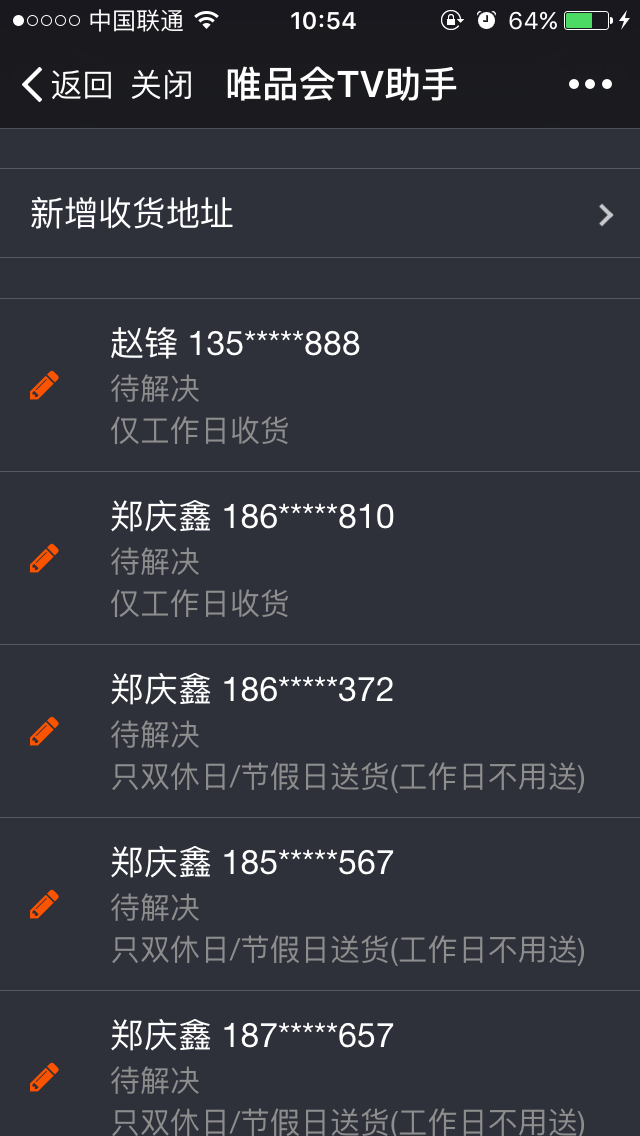 中国联通 10:54 64%
返回 关闭 唯品会TV助手
新增收货地址
赵锋 135*****888
待解决
仅工作日收货
郑庆鑫 186*****810
待解决
仅工作日收货
郑庆鑫 186*****372
待解决
只双休日/节假日送货(工作日不用送)
郑庆鑫 185*****567
待解决
只双休日/节假日送货(工作日不用送)
郑庆鑫 187*****657
待解决
只双休日/节假日送货(工作日不用送)